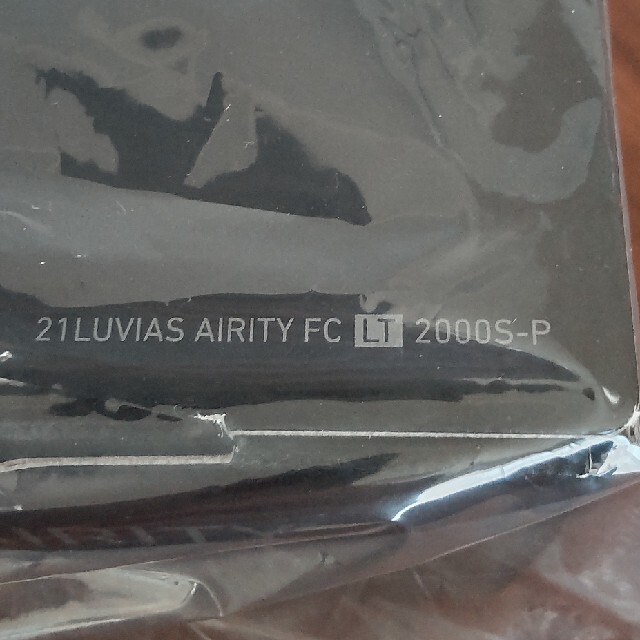 21LUVIAS AIRITY FC LT 2000S-P